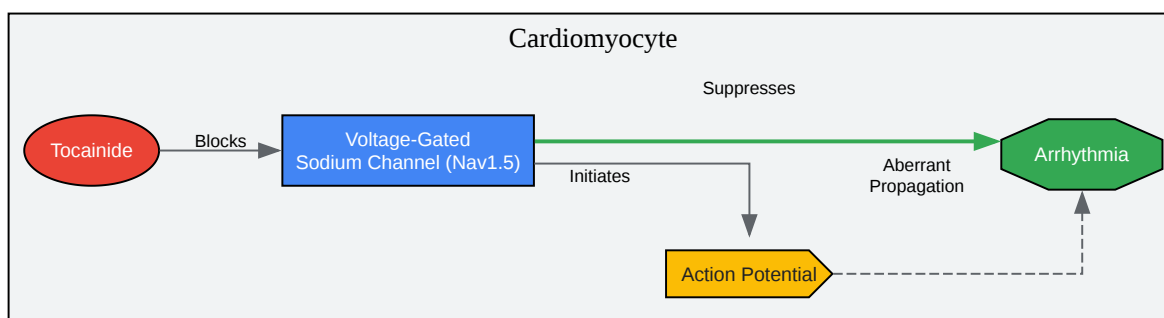 Cardiomyocyte
Suppresses
Tocainide
Blocks
Voltage-Gated
Sodium Channel (Nav1.5)
Initiates
Aberrant
Propagation
Arrhythmia
Action Potential